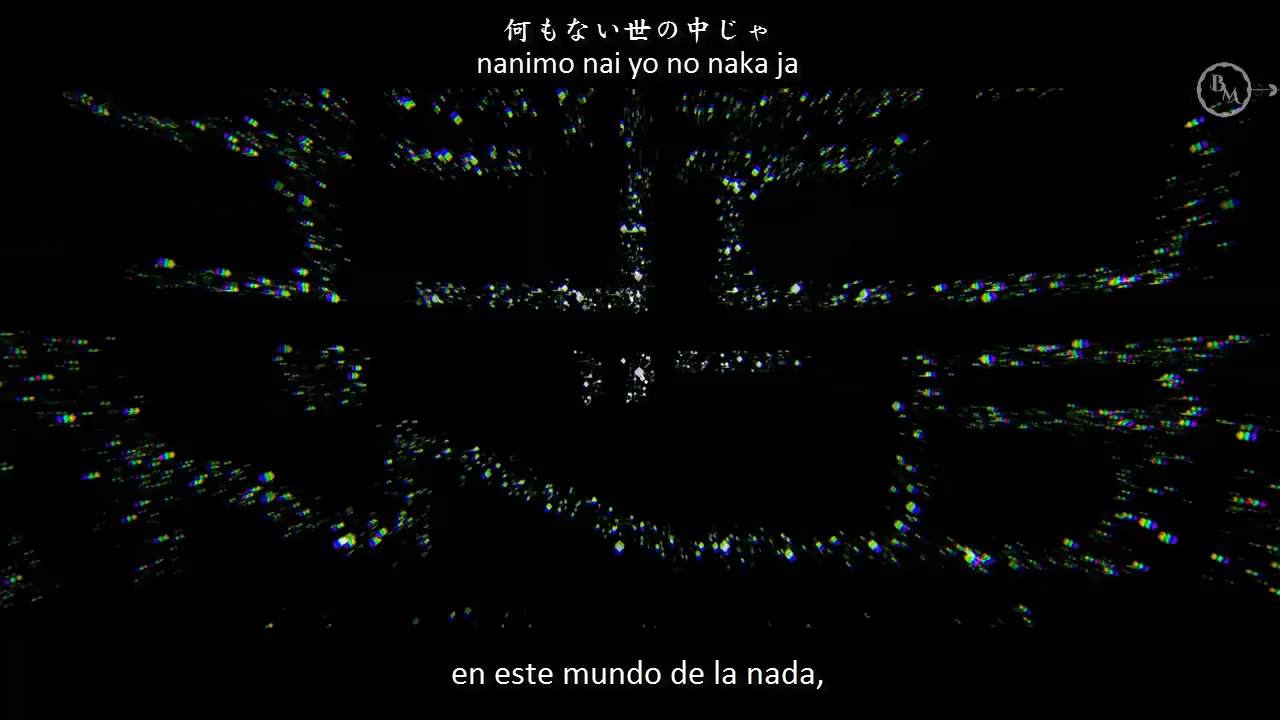 何もない世の中じゃ
nanimo nai yo no naka ja
BM
en este mundo de la nada,